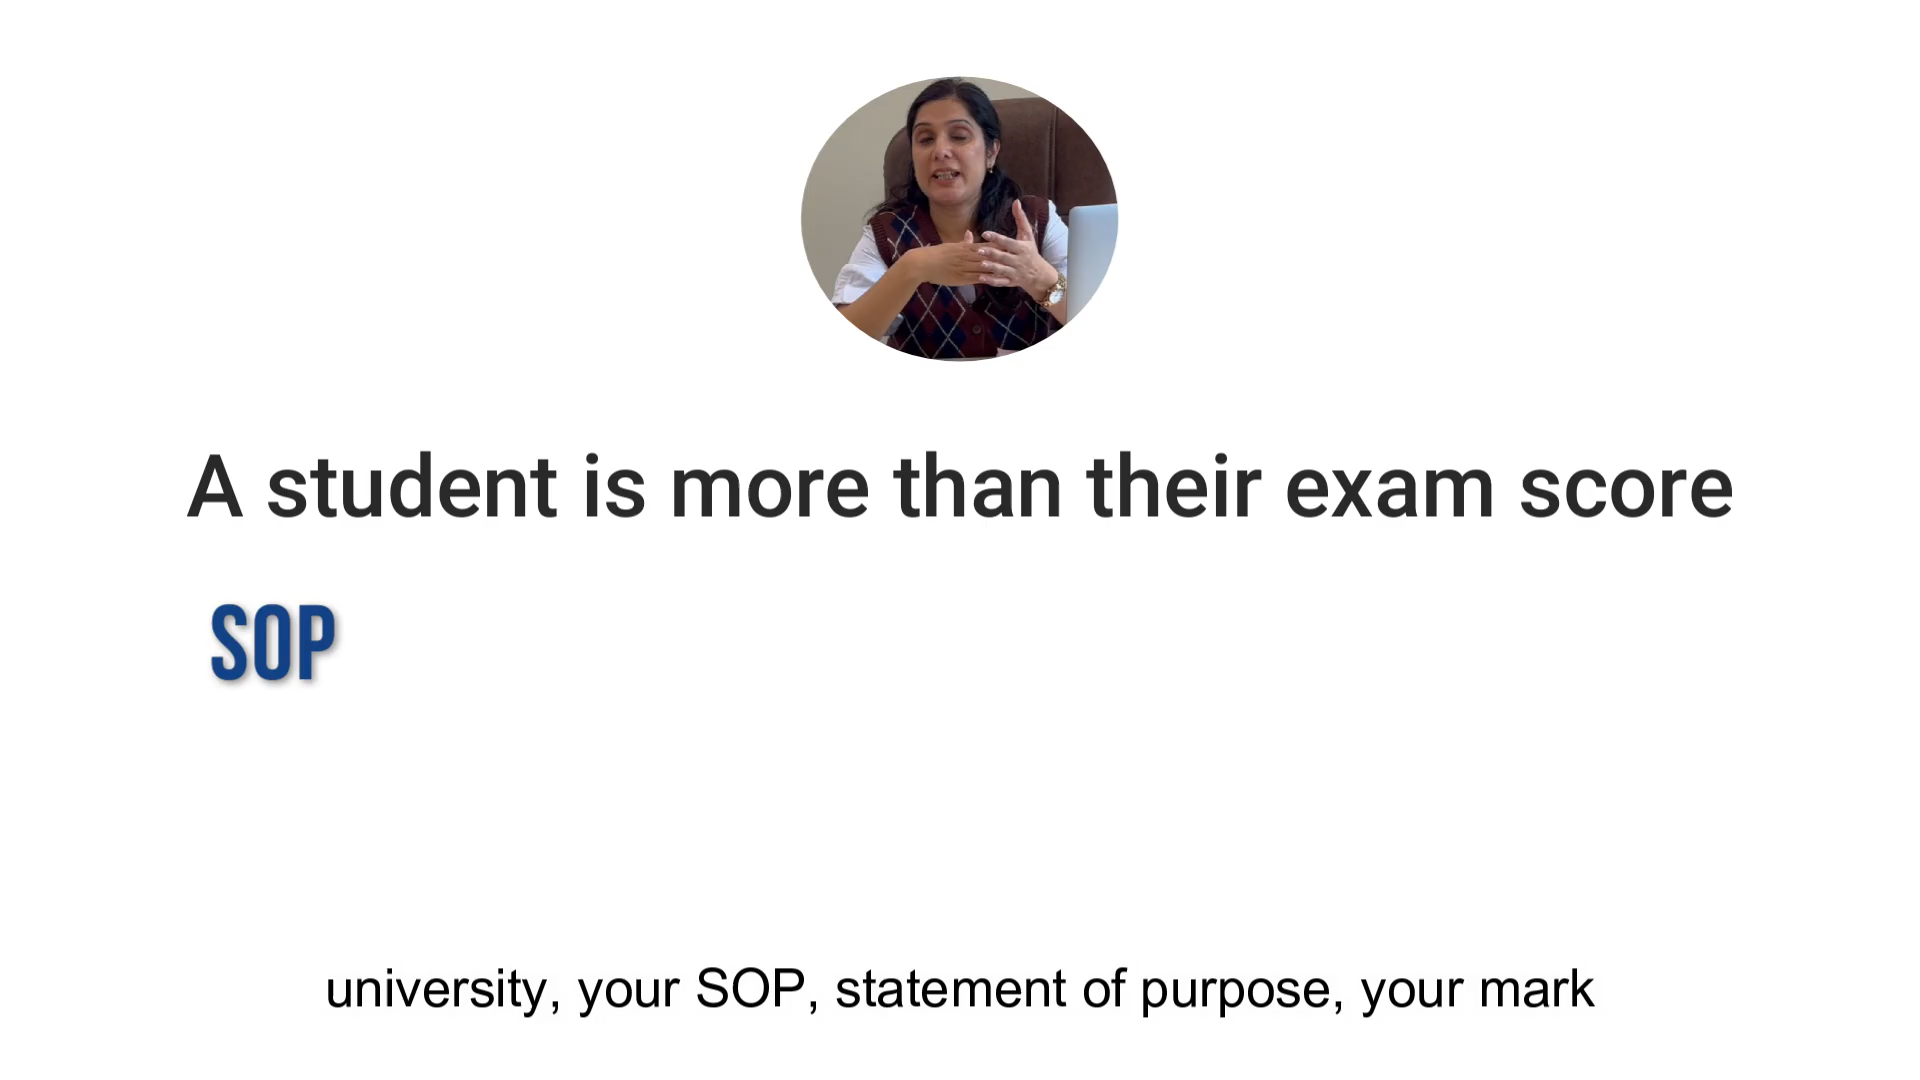 A student is more than their exam score
SOP
university, your SOP, statement of purpose, your mark